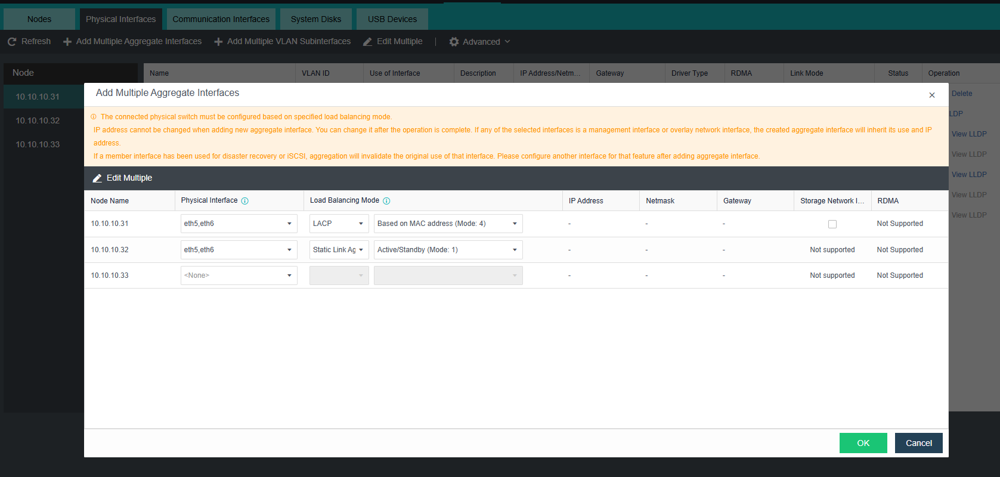 Nodes Physical Interfaces Communication Interfaces System Disks USB Devices
Refresh Add Multiple Aggregate Interfaces Add Multiple VLAN Subinterfaces Edit Multiple | Advanced
Node Name VLAN ID Use of Interface Description IP Address/Netm... Gateway Driver Type RDMA Link Mode Status Operation
10.10.10.31
10.10.10.32
10.10.10.33
Delete
LDP
View LLDP
View LLDP
View LLDP
View LLDP
View LLDP
Add Multiple Aggregate Interfaces
The connected physical switch must be configured based on specified load balancing mode.
IP address cannot be changed when adding new aggregate interface. You can change it after the operation is complete. If any of the selected interfaces is a management interface or overlay network interface, the created aggregate interface will inherit its use and IP
address.
If a member interface has been used for disaster recovery or iSCSI, aggregation will invalidate the original use of that interface. Please configure another interface for that feature after adding aggregate interface.
Edit Multiple
Node Name Physical Interface Load Balancing Mode IP Address Netmask Gateway Storage Network I... RDMA
10.10.10.31 eth5,eth6 LACP Based on MAC address (Mode: 4) - - - Not Supported
10.10.10.32 eth5,eth6 Static Link Ag Active/Standby (Mode: 1) - - - Not supported Not Supported
10.10.10.33 <None> - - - Not supported Not Supported
OK Cancel